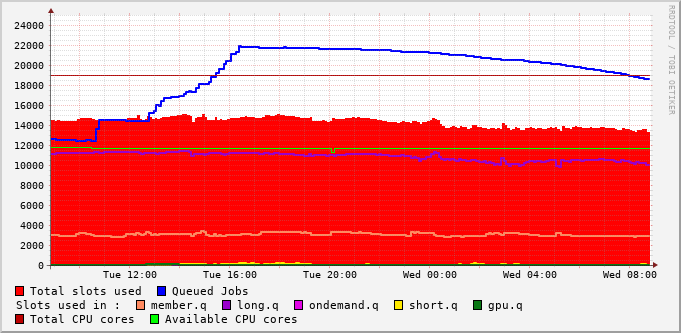 24000
22000
20000
18000
16000
14000
12000
10000
8000
6000
4000
2000
0
Tue 12:00 Tue 16:00 Tue 20:00 Wed 00:00 Wed 04:00 Wed 08:00
RRDTOOL / TOBI OETIKER
Total slots used Queued Jobs
Slots used in : member.q long.q ondemand.q short.q gpu.q
Total CPU cores Available CPU cores